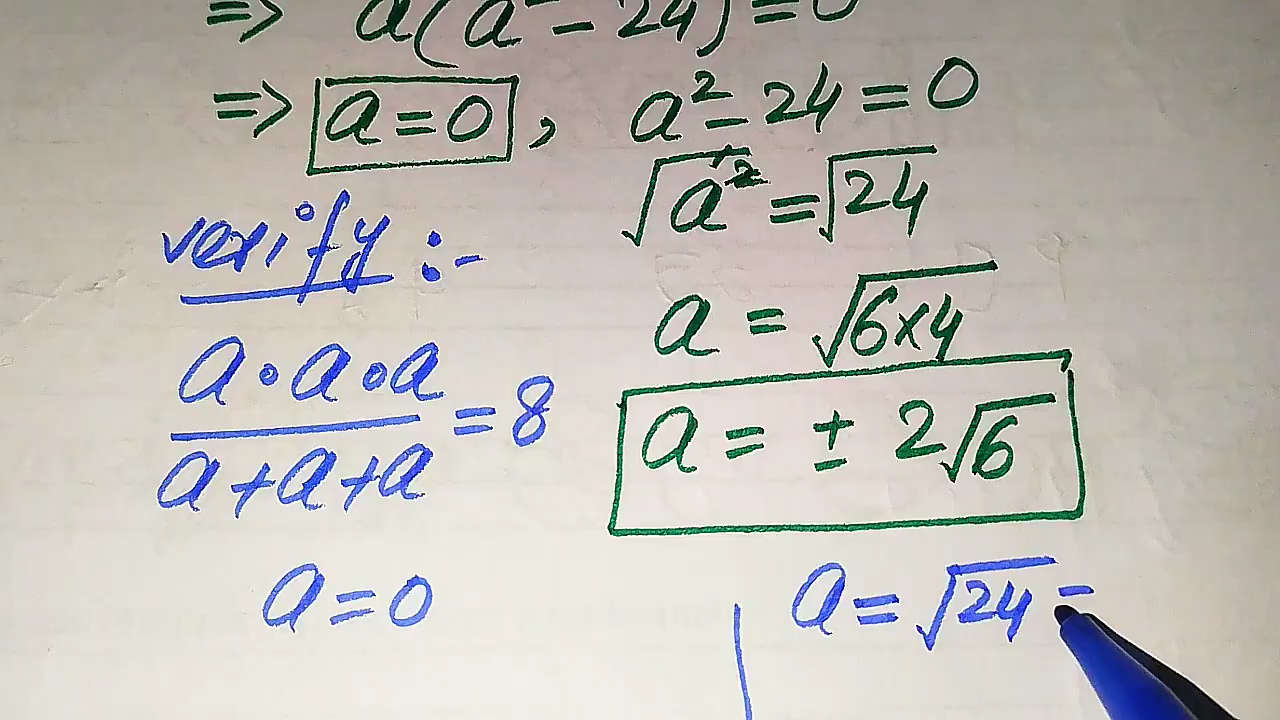 => a(a² - 24) = 0
=> a = 0 , a² - 24 = 0
√a² = √24
verify :-
a = √6×4
a·a·a / a+a+a = 8
a = ± 2√6
a = 0
a = √24 =